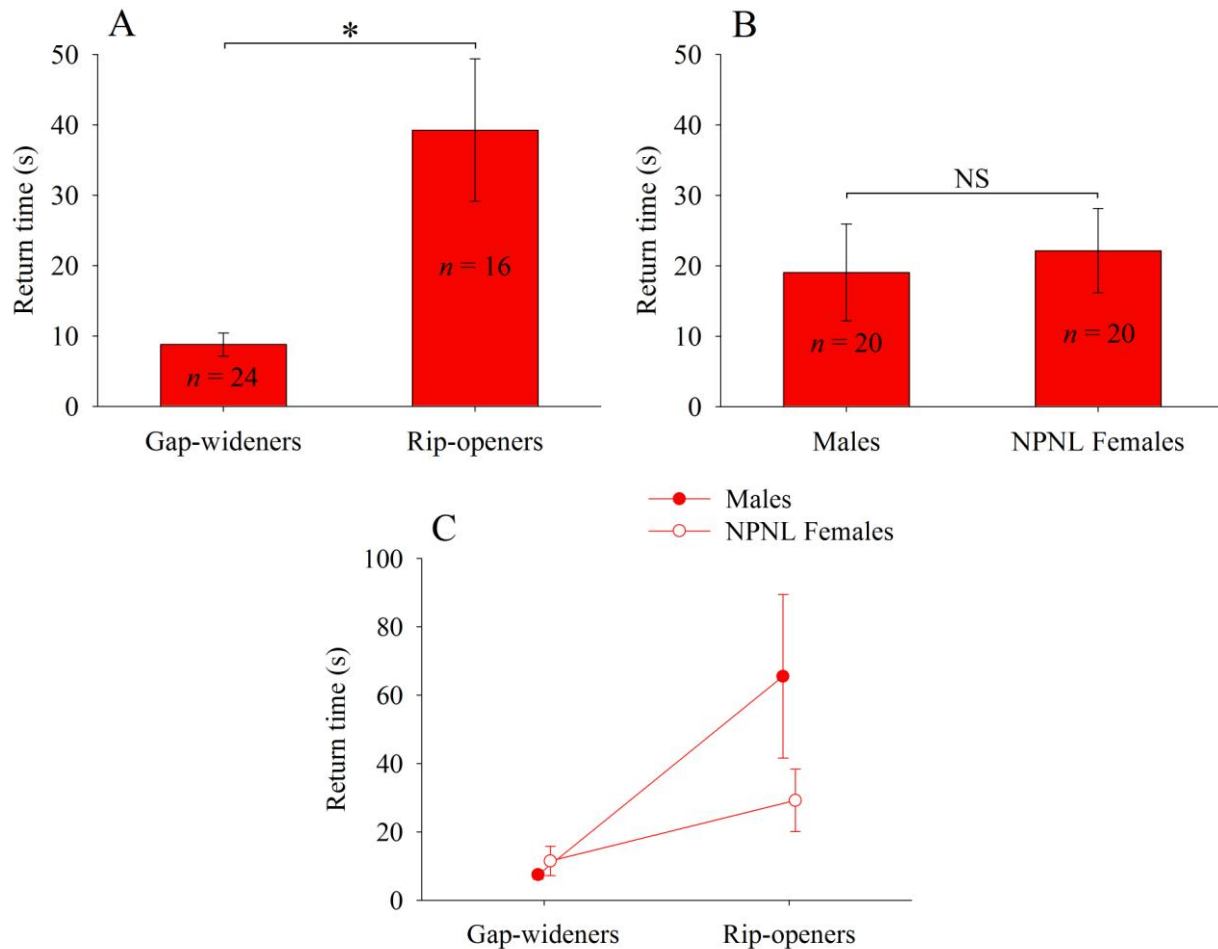 A
*
50
40
30
20
10
0
Return time (s)
n = 24
n = 16
Gap-wideners
Rip-openers
B
NS
50
40
30
20
10
0
Return time (s)
n = 20
n = 20
Males
NPNL Females
C
Males
NPNL Females
100
80
60
40
20
0
Return time (s)
Gap-wideners
Rip-openers